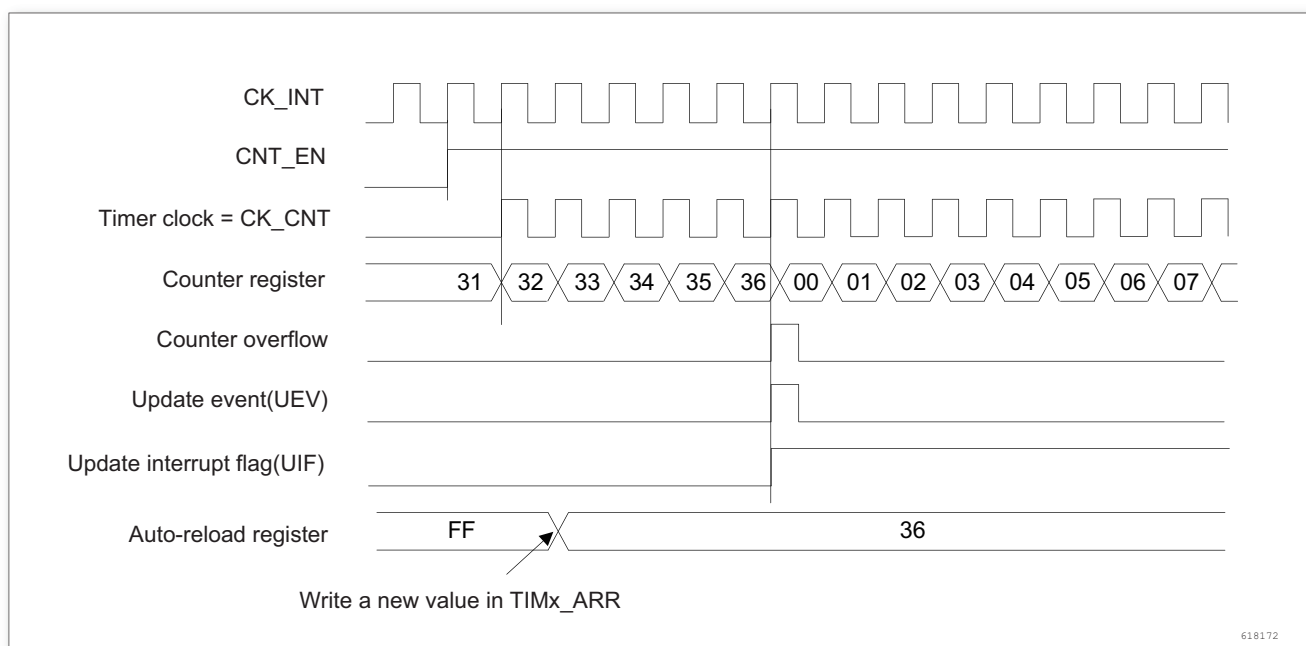 CK_INT
CNT_EN
Timer clock = CK_CNT
Counter register 31 32 33 34 35 36 00 01 02 03 04 05 06 07
Counter overflow
Update event(UEV)
Update interrupt flag(UIF)
Auto-reload register FF 36
Write a new value in TIMx_ARR
618172